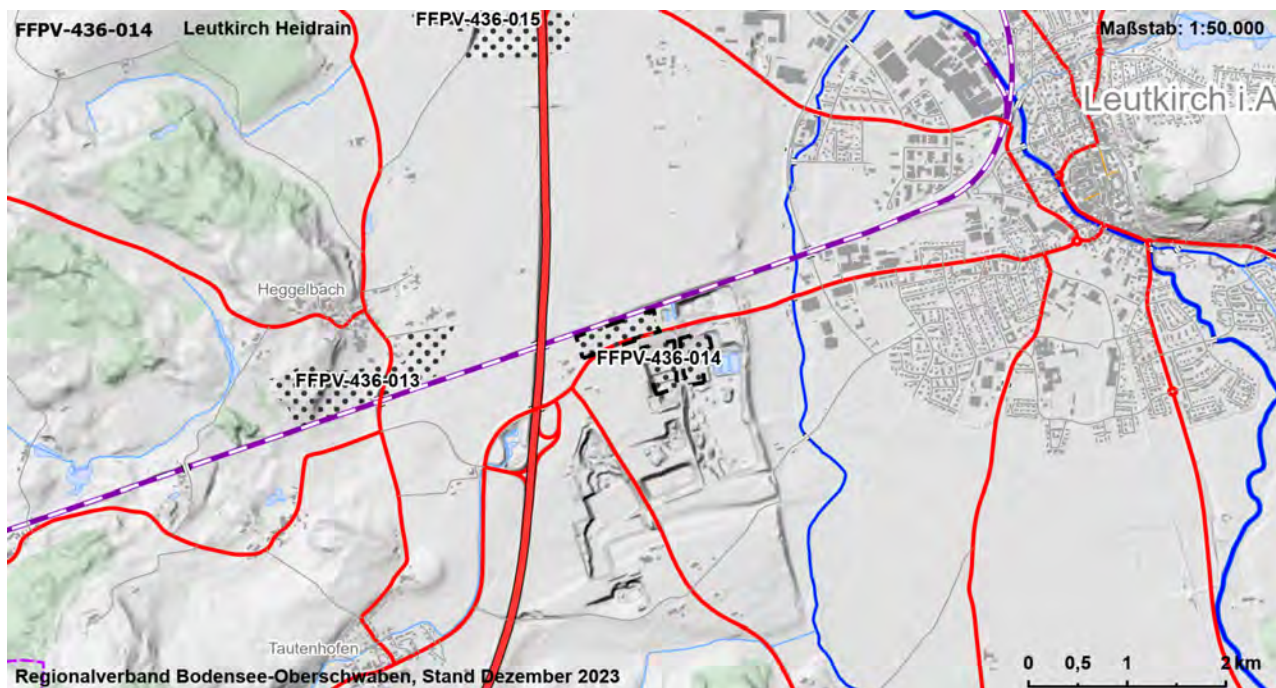 FFPV-436-014 Leutkirch Heidrain
FFPV-436-015
Maßstab: 1:50.000
Leutkirch i.A
Heggelbach
FFPV-436-014
FFPV-436-013
Tautenhofen
Regionalverband Bodensee-Oberschwaben, Stand Dezember 2023
0 0,5 1 2 km